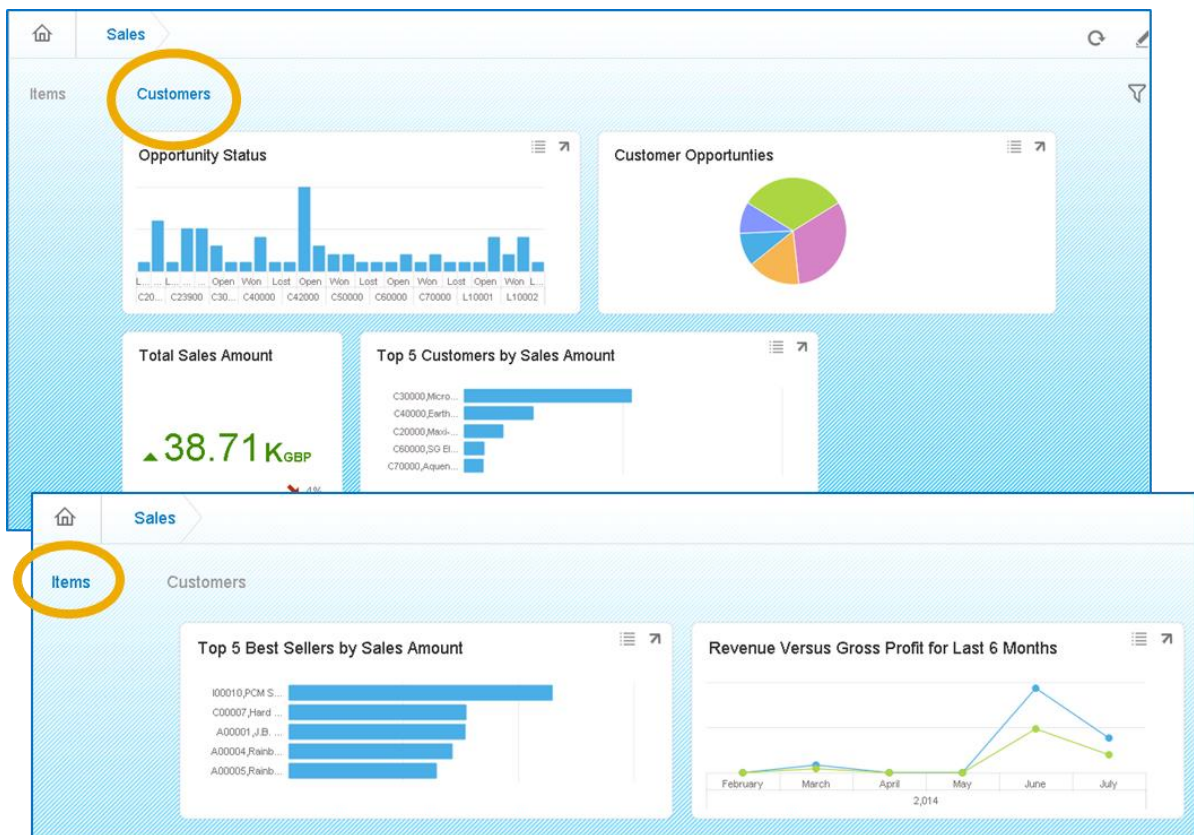 Sales
Items Customers
Opportunity Status
L... ... L... ... ... Open Won Lost Open Won Lost Open Won Lost Open Won L...
C20... C23900 C30... C40000 C42000 C50000 C60000 C70000 L10001 L10002
Customer Opportunties
Total Sales Amount
38.71 K GBP
4%
Top 5 Customers by Sales Amount
C30000,Micro...
C40000,Earth...
C20000,Maxi-...
C60000,SG El...
C70000,Aquen...
Sales
Items Customers
Top 5 Best Sellers by Sales Amount
I00010,PCM S...
C00007,Hard ...
A00001,J.B. ...
A00004,Rainb...
A00005,Rainb...
Revenue Versus Gross Profit for Last 6 Months
February March April May June July
2,014